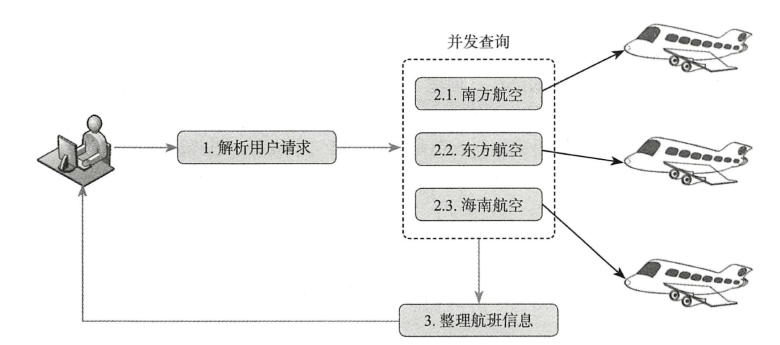 并发查询
2.1. 南方航空
1. 解析用户请求
2.2. 东方航空
2.3. 海南航空
3. 整理航班信息